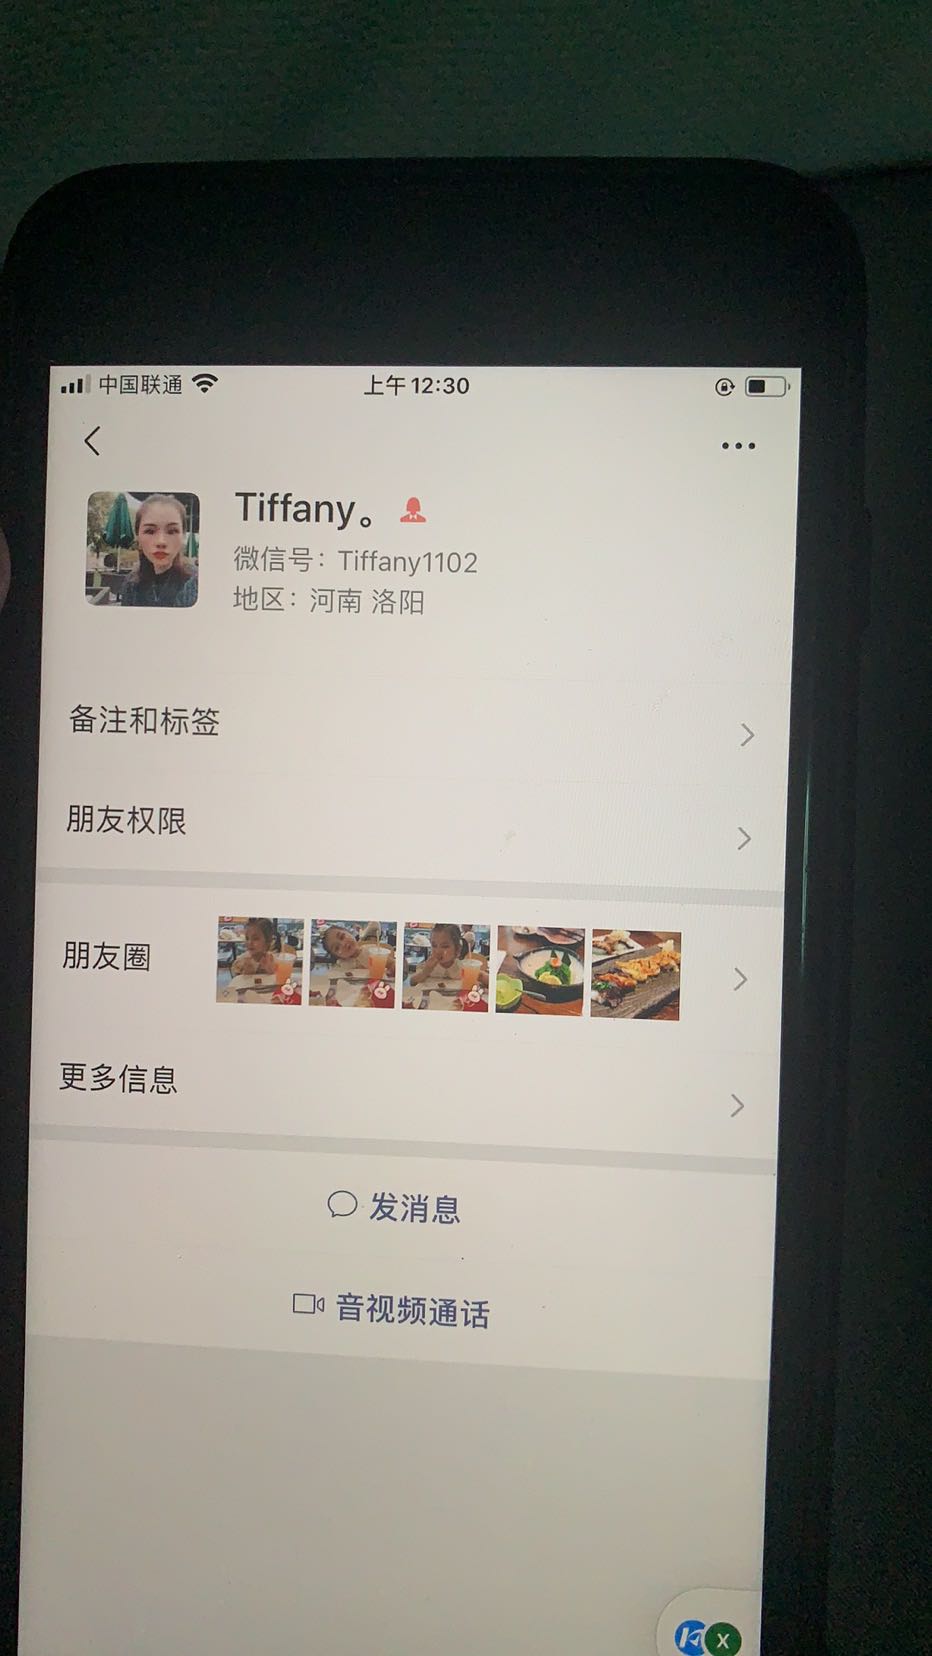 中国联通
上午12:30
Tiffany。
微信号：Tiffany1102
地区：河南 洛阳
备注和标签
朋友权限
朋友圈
更多信息
发消息
音视频通话
X